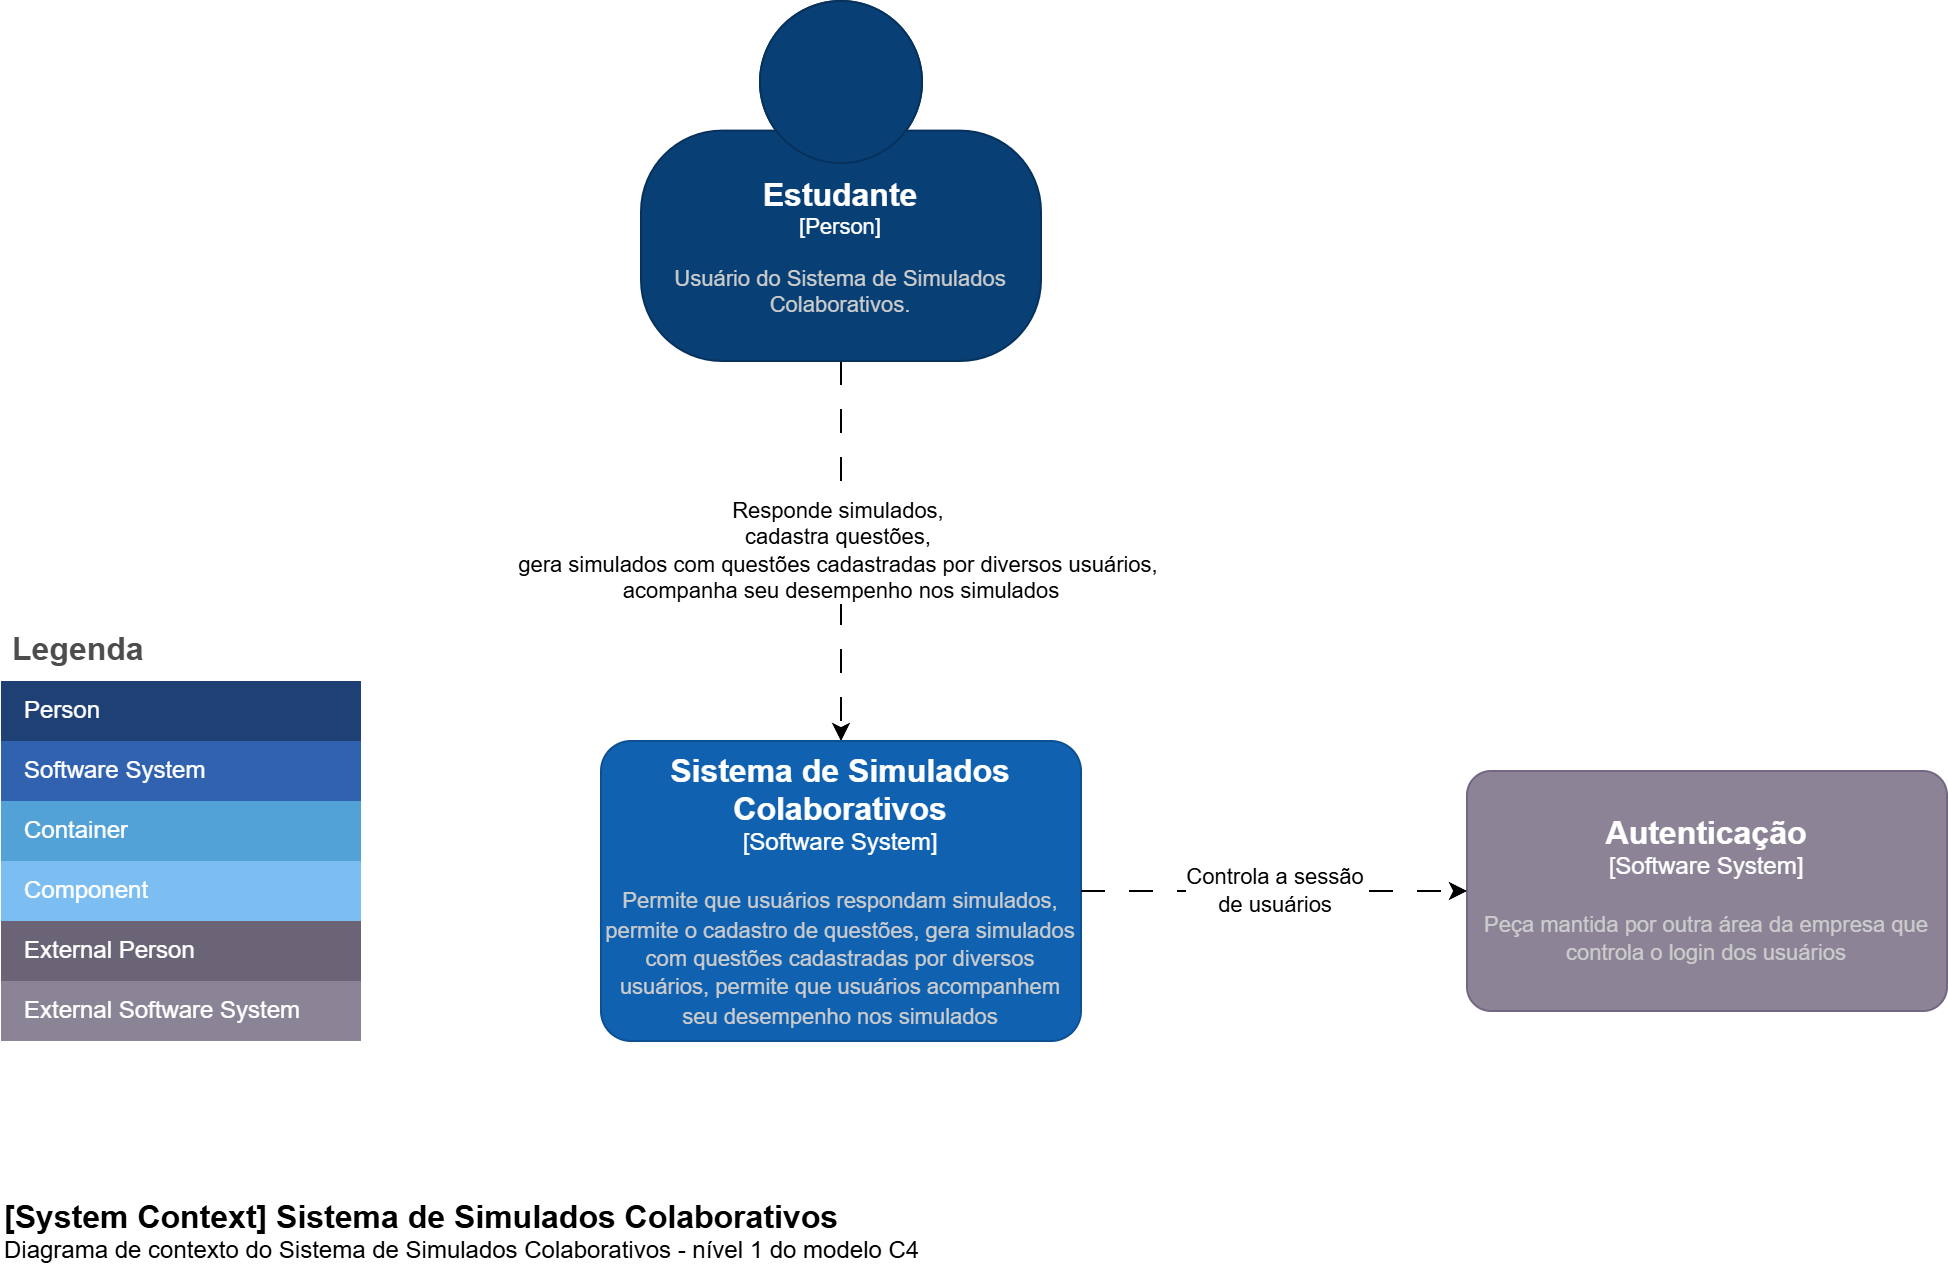 Estudante
[Person]
Usuário do Sistema de Simulados
Colaborativos.
Responde simulados,
cadastra questões,
gera simulados com questões cadastradas por diversos usuários,
acompanha seu desempenho nos simulados
Legenda
Person
Software System
Container
Component
External Person
External Software System
Sistema de Simulados
Colaborativos
[Software System]
Permite que usuários respondam simulados,
permite o cadastro de questões, gera simulados
com questões cadastradas por diversos
usuários, permite que usuários acompanhem
seu desempenho nos simulados
Controla a sessão
de usuários
Autenticação
[Software System]
Peça mantida por outra área da empresa que
controla o login dos usuários
[System Context] Sistema de Simulados Colaborativos
Diagrama de contexto do Sistema de Simulados Colaborativos - nível 1 do modelo C4